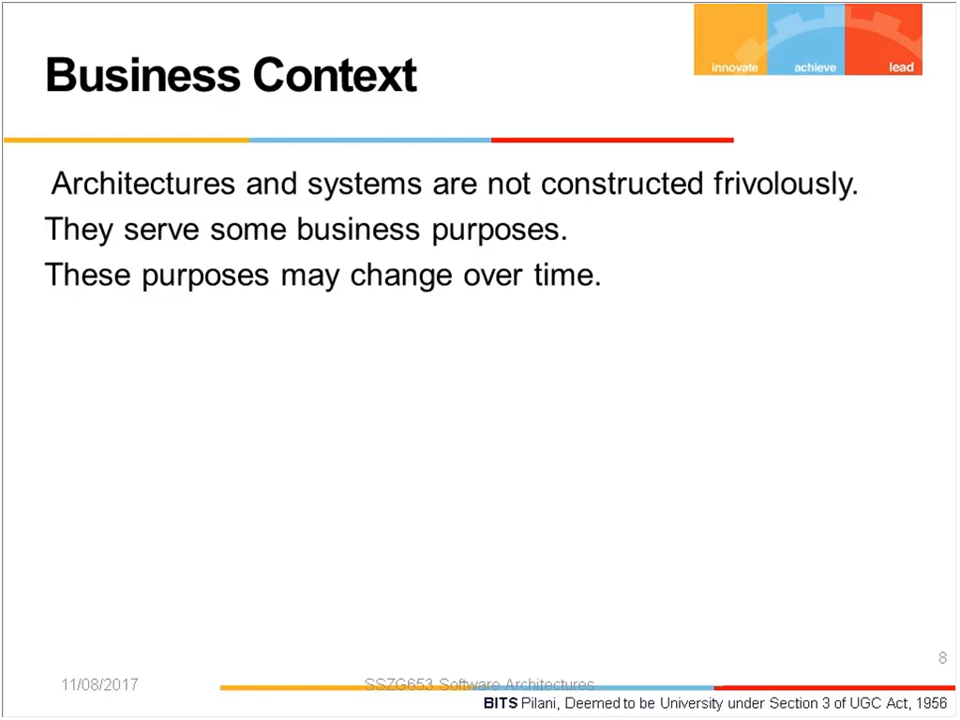 innovate achieve lead
Business Context
Architectures and systems are not constructed frivolously.
They serve some business purposes.
These purposes may change over time.
8
11/08/2017 SSZG653 Software Architectures
BITS Pilani, Deemed to be University under Section 3 of UGC Act, 1956